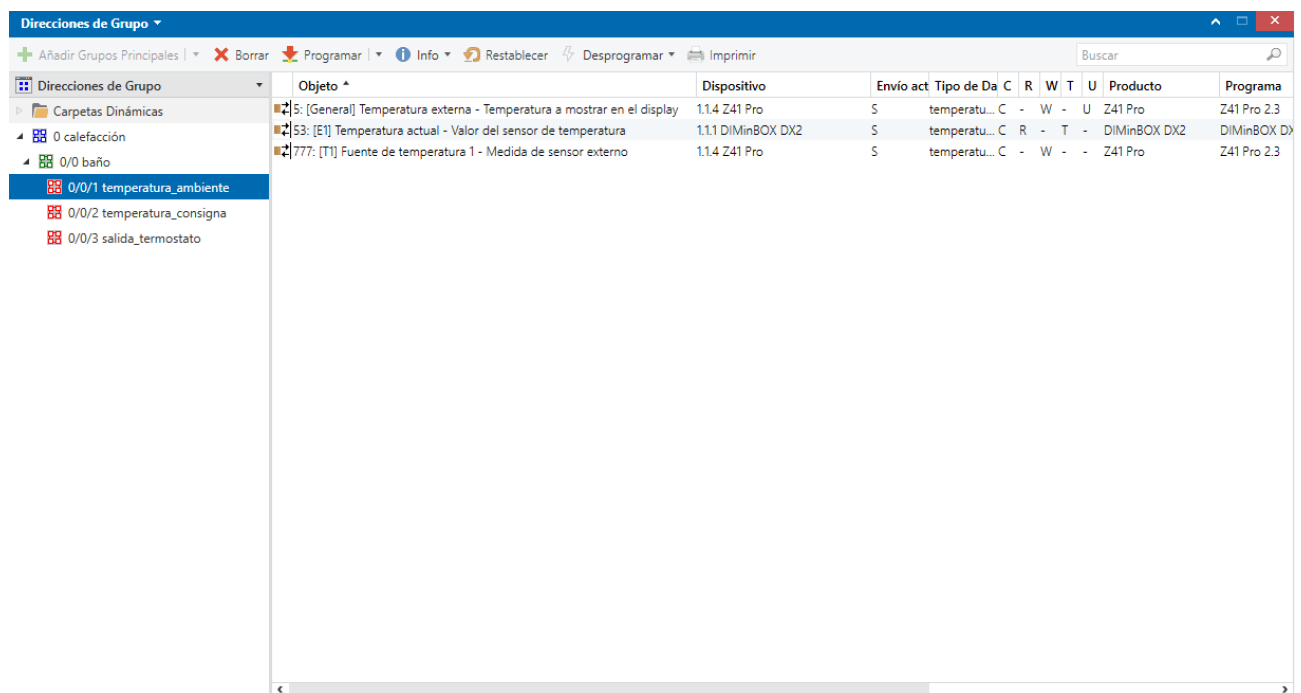 Direcciones de Grupo
Añadir Grupos Principales Borrar Programar Info Restablecer Desprogramar Imprimir Buscar
Direcciones de Grupo Objeto Dispositivo Envío act Tipo de Da C R W T U Producto Programa
Carpetas Dinámicas 5: [General] Temperatura externa - Temperatura a mostrar en el display 1.1.4 Z41 Pro S temperatu... C - W - U Z41 Pro Z41 Pro 2.3
0 calefacción 53: [E1] Temperatura actual - Valor del sensor de temperatura 1.1.1 DIMinBOX DX2 S temperatu... C R - T - DIMinBOX DX2 DIMinBOX DX
0/0 baño 777: [T1] Fuente de temperatura 1 - Medida de sensor externo 1.1.4 Z41 Pro S temperatu... C - W - - Z41 Pro Z41 Pro 2.3
0/0/1 temperatura_ambiente
0/0/2 temperatura_consigna
0/0/3 salida_termostato